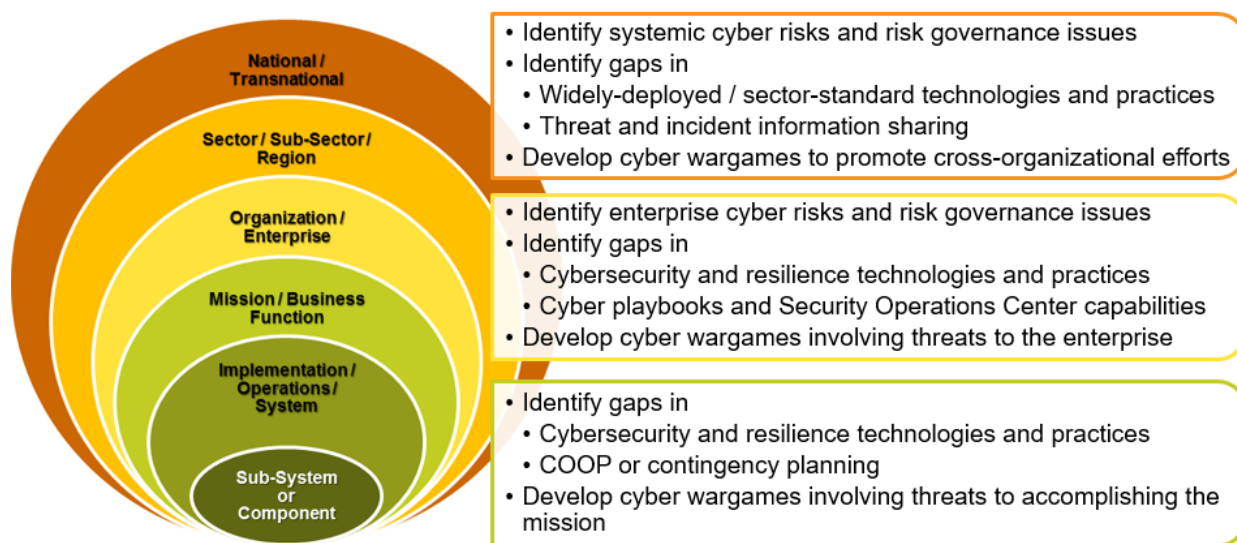 National /
Transnational
Sector / Sub-Sector /
Region
Organization /
Enterprise
Mission / Business
Function
Implementation /
Operations /
System
Sub-System
or
Component
• Identify systemic cyber risks and risk governance issues
• Identify gaps in
• Widely-deployed / sector-standard technologies and practices
• Threat and incident information sharing
• Develop cyber wargames to promote cross-organizational efforts
• Identify enterprise cyber risks and risk governance issues
• Identify gaps in
• Cybersecurity and resilience technologies and practices
• Cyber playbooks and Security Operations Center capabilities
• Develop cyber wargames involving threats to the enterprise
• Identify gaps in
• Cybersecurity and resilience technologies and practices
• COOP or contingency planning
• Develop cyber wargames involving threats to accomplishing the
mission